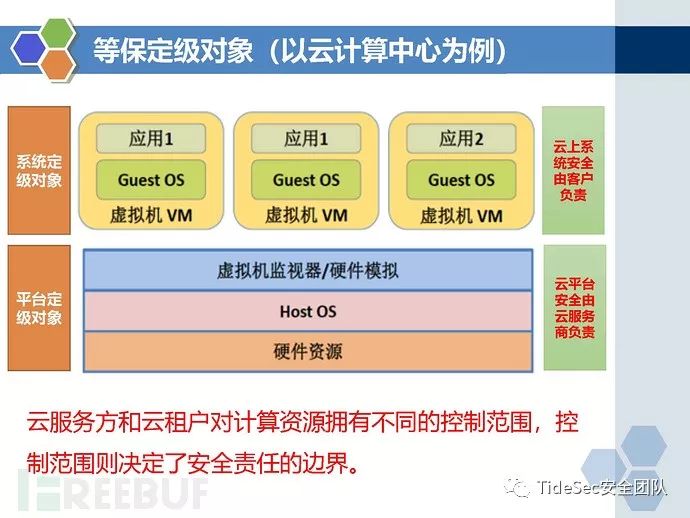 等保定级对象（以云计算中心为例）
系统定
级对象
应用1
Guest OS
虚拟机 VM
应用1
Guest OS
虚拟机 VM
应用2
Guest OS
虚拟机 VM
云上系
统安全
由客户
负责
平台定
级对象
虚拟机监视器/硬件模拟
Host OS
硬件资源
云平台
安全由
云服务
商负责
云服务方和云租户对计算资源拥有不同的控制范围，控
制范围则决定了安全责任的边界。
FREEBUF
TideSec安全团队